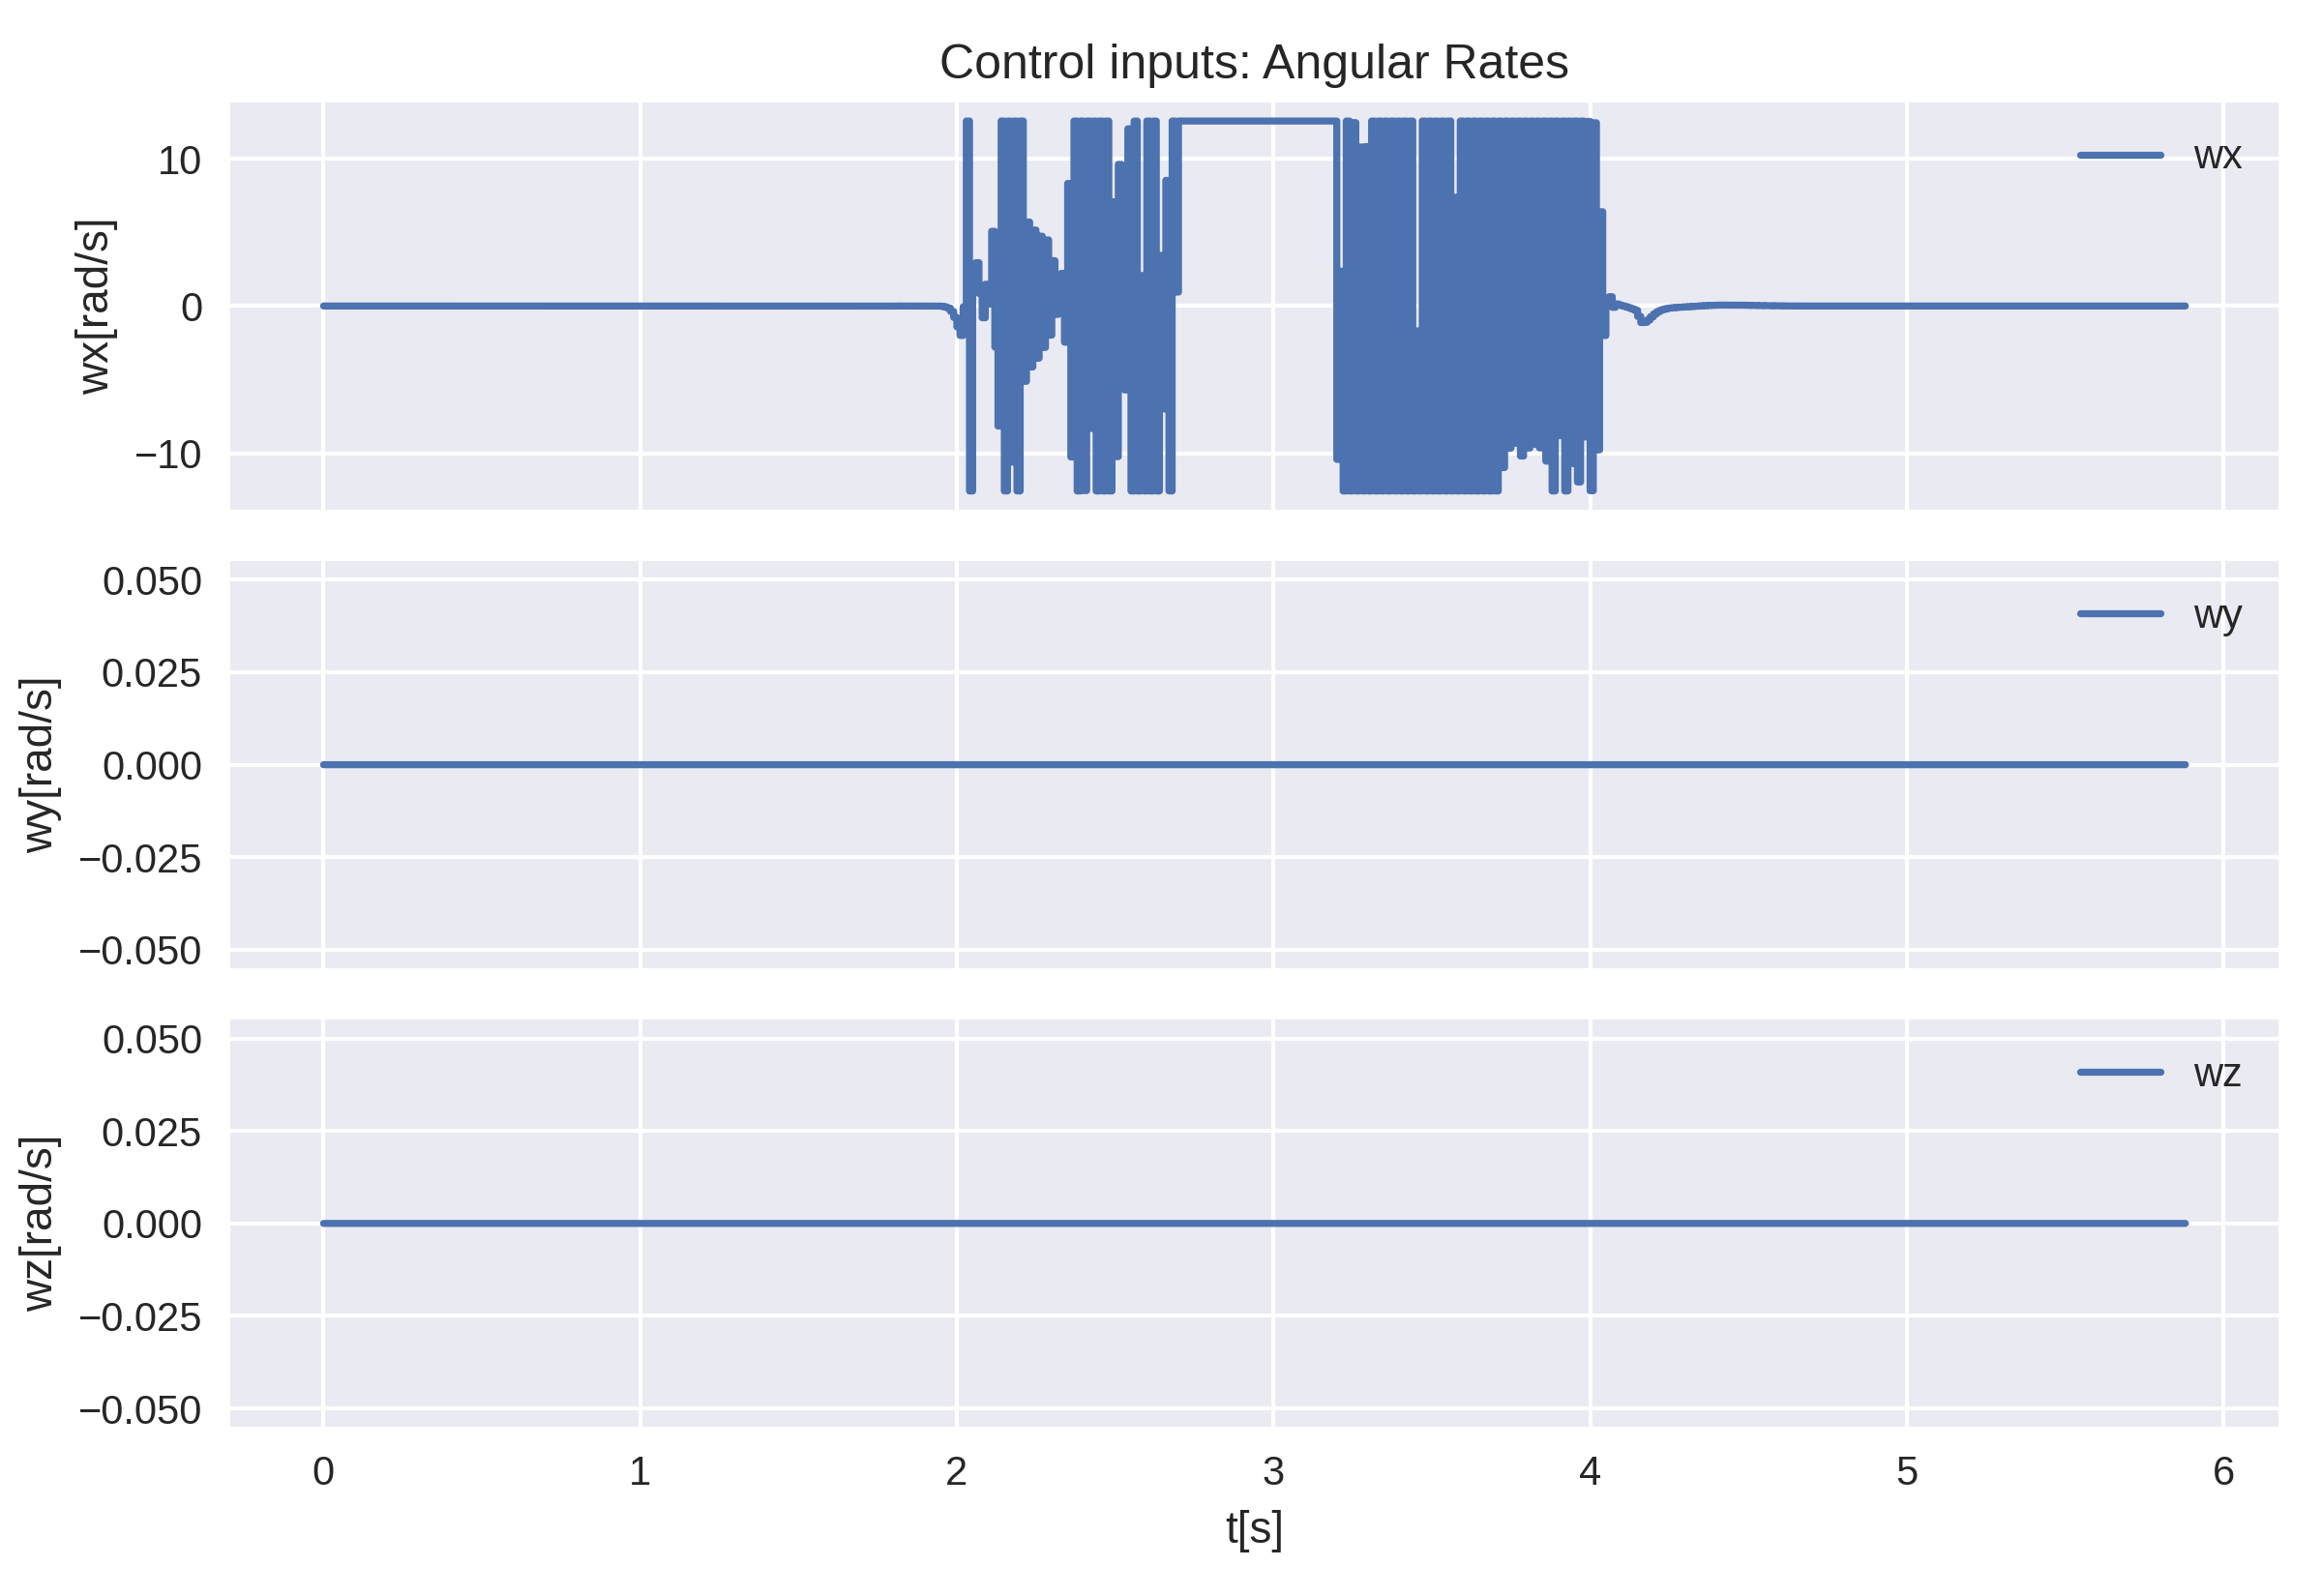 Control inputs: Angular Rates
10
0
−10
wx[rad/s]
wx
0.050
0.025
0.000
−0.025
−0.050
wy[rad/s]
wy
0.050
0.025
0.000
−0.025
−0.050
wz[rad/s]
wz
0 1 2 3 4 5 6
t[s]